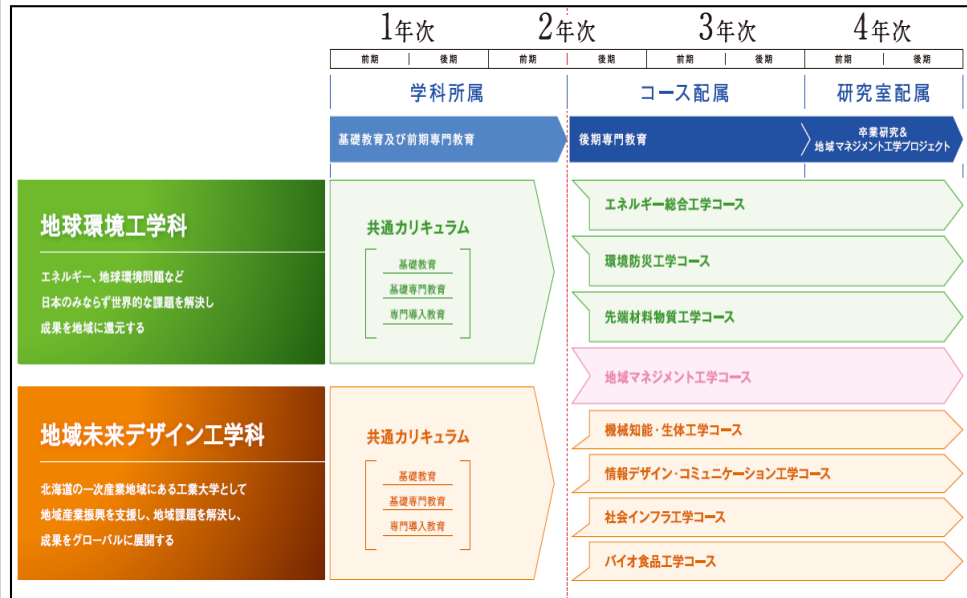 1年次
2年次
3年次
4年次
前期
後期
前期
後期
前期
後期
前期
後期
学科所属
コース配属
研究室配属
基礎教育及び前期専門教育
後期専門教育
卒業研究&
地域マネジメント工学プロジェクト
地球環境工学科
エネルギー、地球環境問題など
日本のみならず世界的な課題を解決し
成果を地域に還元する
共通カリキュラム
基礎教育
基礎専門教育
専門導入教育
エネルギー総合工学コース
環境防災工学コース
先端材料物質工学コース
地域マネジメント工学コース
地域未来デザイン工学科
北海道の一次産業地域にある工業大学として
地域産業振興を支援し、地域課題を解決し、
成果をグローバルに展開する
共通カリキュラム
基礎教育
基礎専門教育
専門導入教育
機械知能・生体工学コース
情報デザイン・コミュニケーション工学コース
社会インフラ工学コース
バイオ食品工学コース